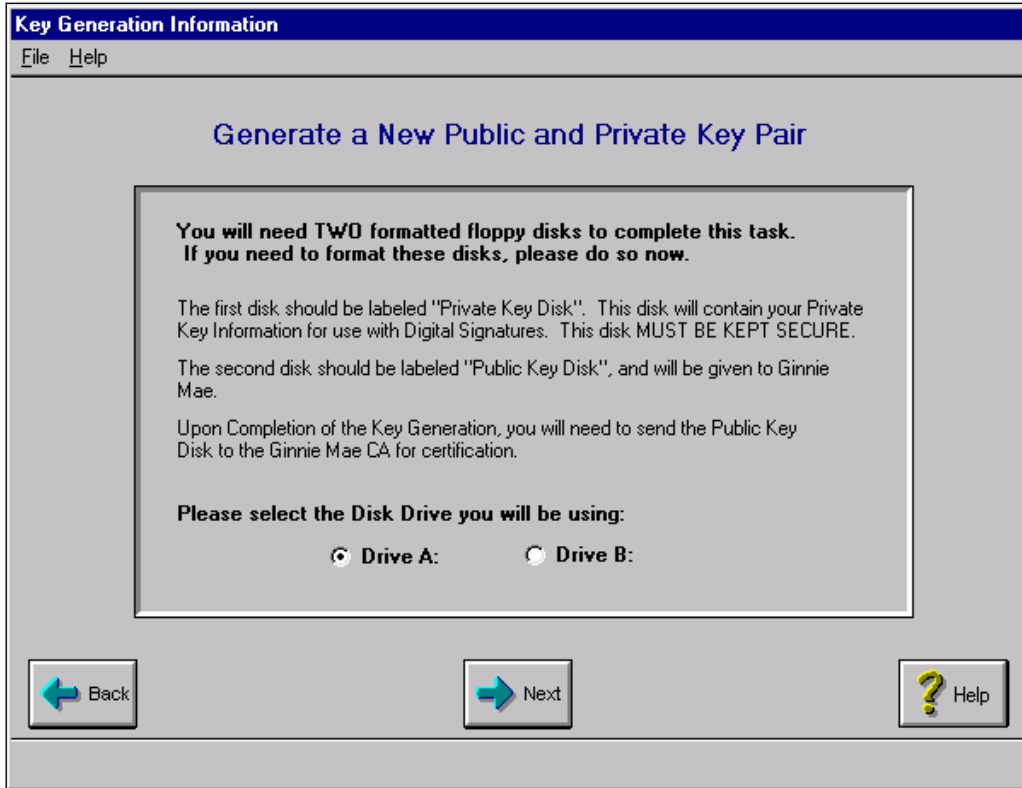 Key Generation Information
File Help
Generate a New Public and Private Key Pair
You will need TWO formatted floppy disks to complete this task.
If you need to format these disks, please do so now.
The first disk should be labeled "Private Key Disk". This disk will contain your Private
Key Information for use with Digital Signatures. This disk MUST BE KEPT SECURE.
The second disk should be labeled "Public Key Disk", and will be given to Ginnie
Mae.
Upon Completion of the Key Generation, you will need to send the Public Key
Disk to the Ginnie Mae CA for certification.
Please select the Disk Drive you will be using:
Drive A: Drive B:
Back Next Help